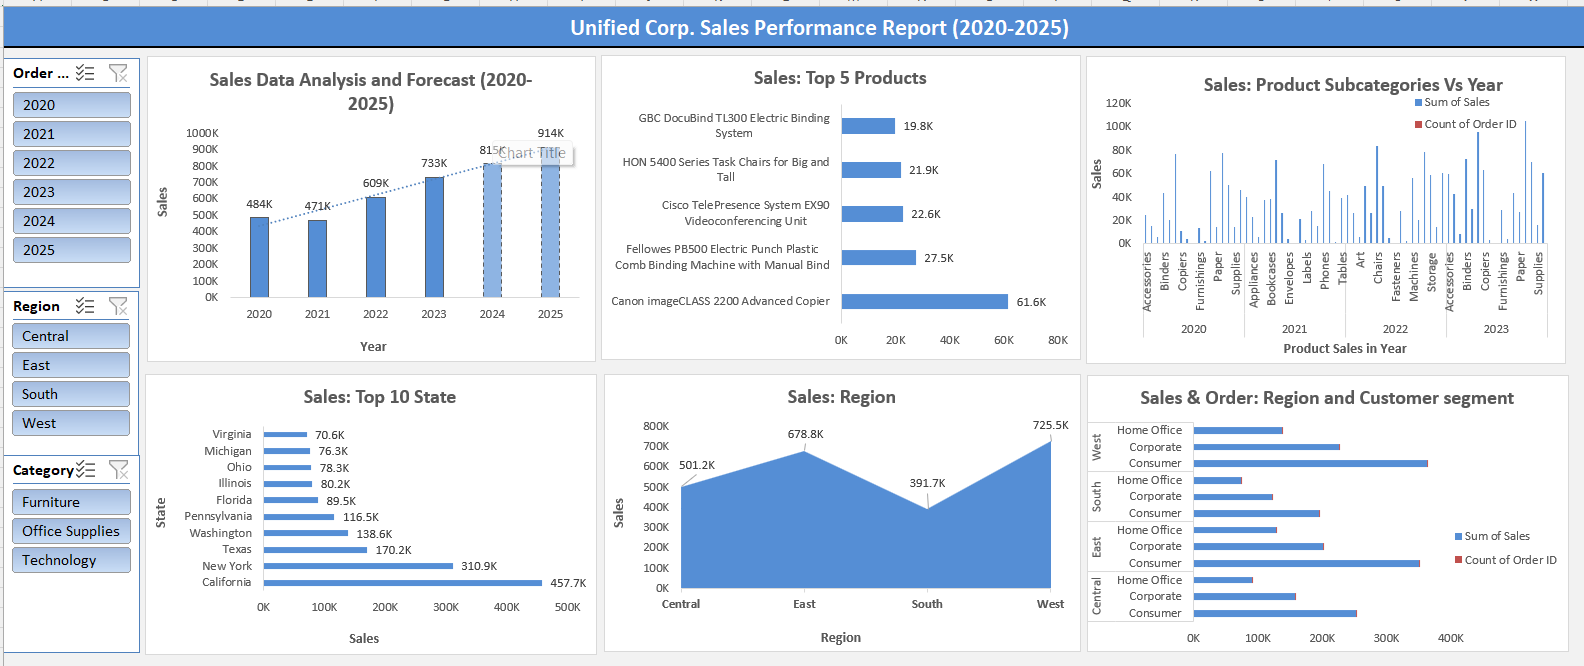 Unified Corp. Sales Performance Report (2020-2025)
Order ...
2020
2021
2022
2023
2024
2025
Region
Central
East
South
West
Category
Furniture
Office Supplies
Technology
Sales Data Analysis and Forecast (2020-
2025)
1000K
900K
800K
700K
600K
500K
400K
300K
200K
100K
0K
Sales
484K
471K
609K
733K
815K
914K
Chart Title
2020 2021 2022 2023 2024 2025
Year
Sales: Top 5 Products
GBC DocuBind TL300 Electric Binding
System
19.8K
HON 5400 Series Task Chairs for Big and
Tall
21.9K
Cisco TelePresence System EX90
Videoconferencing Unit
22.6K
Fellowes PB500 Electric Punch Plastic
Comb Binding Machine with Manual Bind
27.5K
Canon imageCLASS 2200 Advanced Copier
61.6K
0K 20K 40K 60K 80K
Sales: Product Subcategories Vs Year
Sum of Sales
Count of Order ID
120K
100K
80K
60K
40K
20K
0K
Sales
Accessories
Binders
Copiers
Furnishings
Paper
Supplies
Appliances
Bookcases
Envelopes
Labels
Phones
Tables
Art
Chairs
Fasteners
Machines
Storage
Accessories
Binders
Copiers
Furnishings
Paper
Supplies
2020 2021 2022 2023
Product Sales in Year
Sales: Top 10 State
State
Virginia 70.6K
Michigan 76.3K
Ohio 78.3K
Illinois 80.2K
Florida 89.5K
Pennsylvania 116.5K
Washington 138.6K
Texas 170.2K
New York 310.9K
California 457.7K
0K 100K 200K 300K 400K 500K
Sales
Sales: Region
800K
700K
600K
500K
400K
300K
200K
100K
0K
Sales
501.2K
678.8K
391.7K
725.5K
Central East South West
Region
Sales & Order: Region and Customer segment
West
Home Office
Corporate
Consumer
South
Home Office
Corporate
Consumer
East
Home Office
Corporate
Consumer
Central
Home Office
Corporate
Consumer
Sum of Sales
Count of Order ID
0K 100K 200K 300K 400K